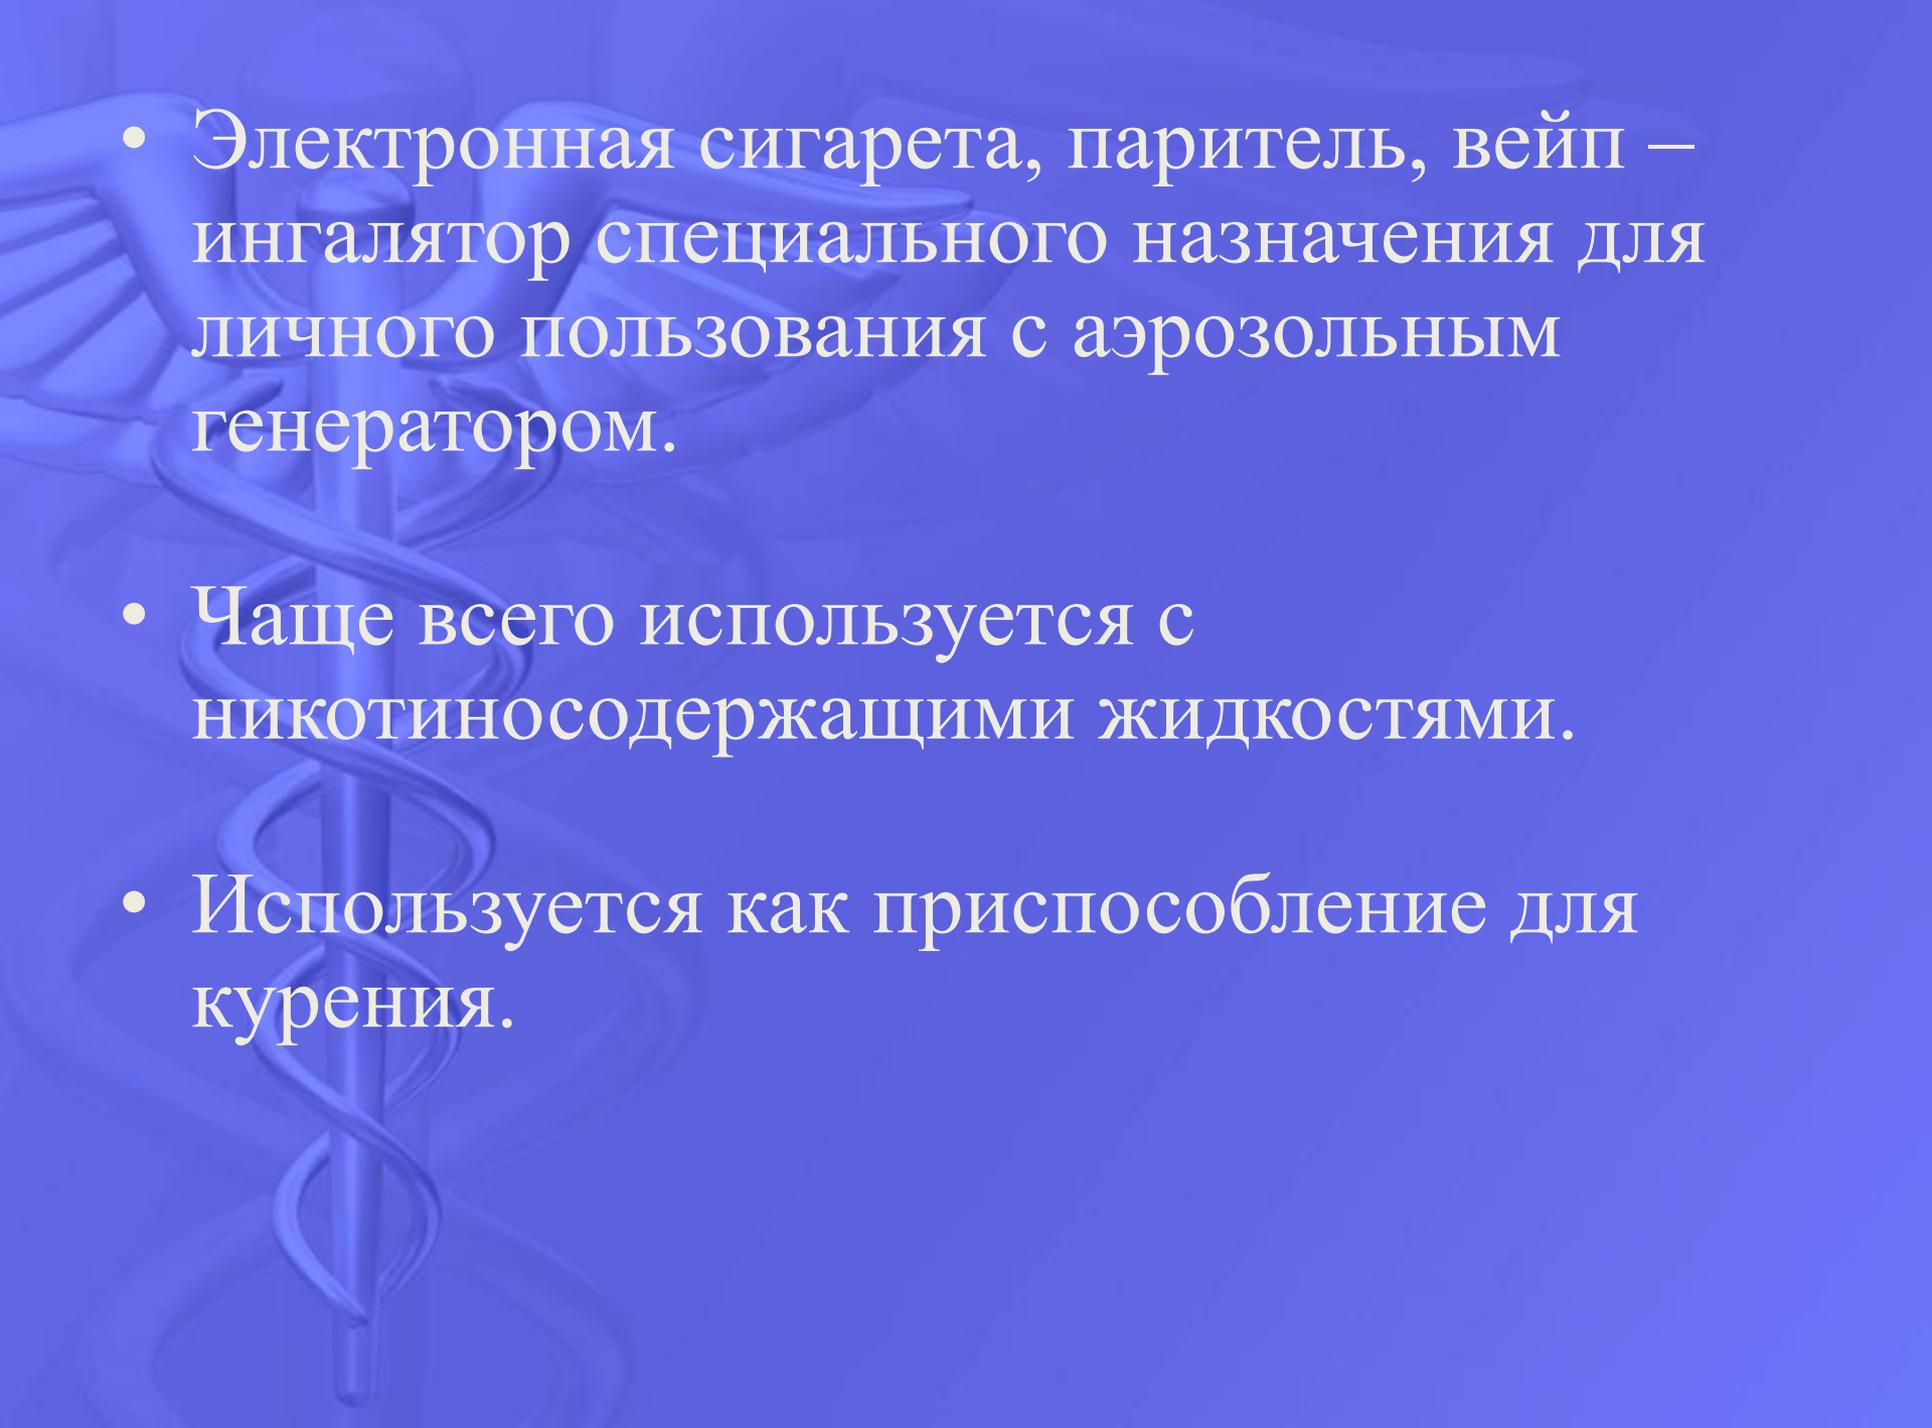 • Электронная сигарета, паритель, вейп –
ингалятор специального назначения для
личного пользования с аэрозольным
генератором.
• Чаще всего используется с
никотиносодержащими жидкостями.
• Используется как приспособление для
курения.